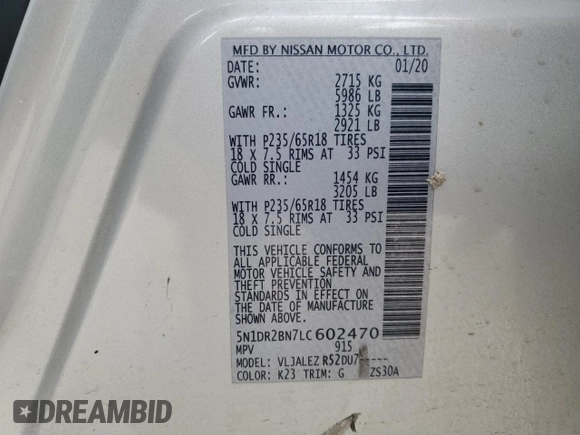 MFD BY NISSAN MOTOR CO., LTD.
DATE: 01/20
GVWR: 2715 KG
5986 LB
GAWR FR.: 1325 KG
2921 LB
WITH P235/65R18 TIRES
18 X 7.5 RIMS AT 33 PSI
COLD SINGLE
GAWR RR.: 1454 KG
3205 LB
WITH P235/65R18 TIRES
18 X 7.5 RIMS AT 33 PSI
COLD SINGLE
THIS VEHICLE CONFORMS TO
ALL APPLICABLE FEDERAL
MOTOR VEHICLE SAFETY AND
THEFT PREVENTION
STANDARDS IN EFFECT ON
THE DATE OF MANUFACTURE
SHOWN ABOVE.
5N1DR2BN7LC602470
MPV 915
MODEL: VLJALEZ R52DU7-----
COLOR: K23 TRIM: G ZS30A
DREAMBID